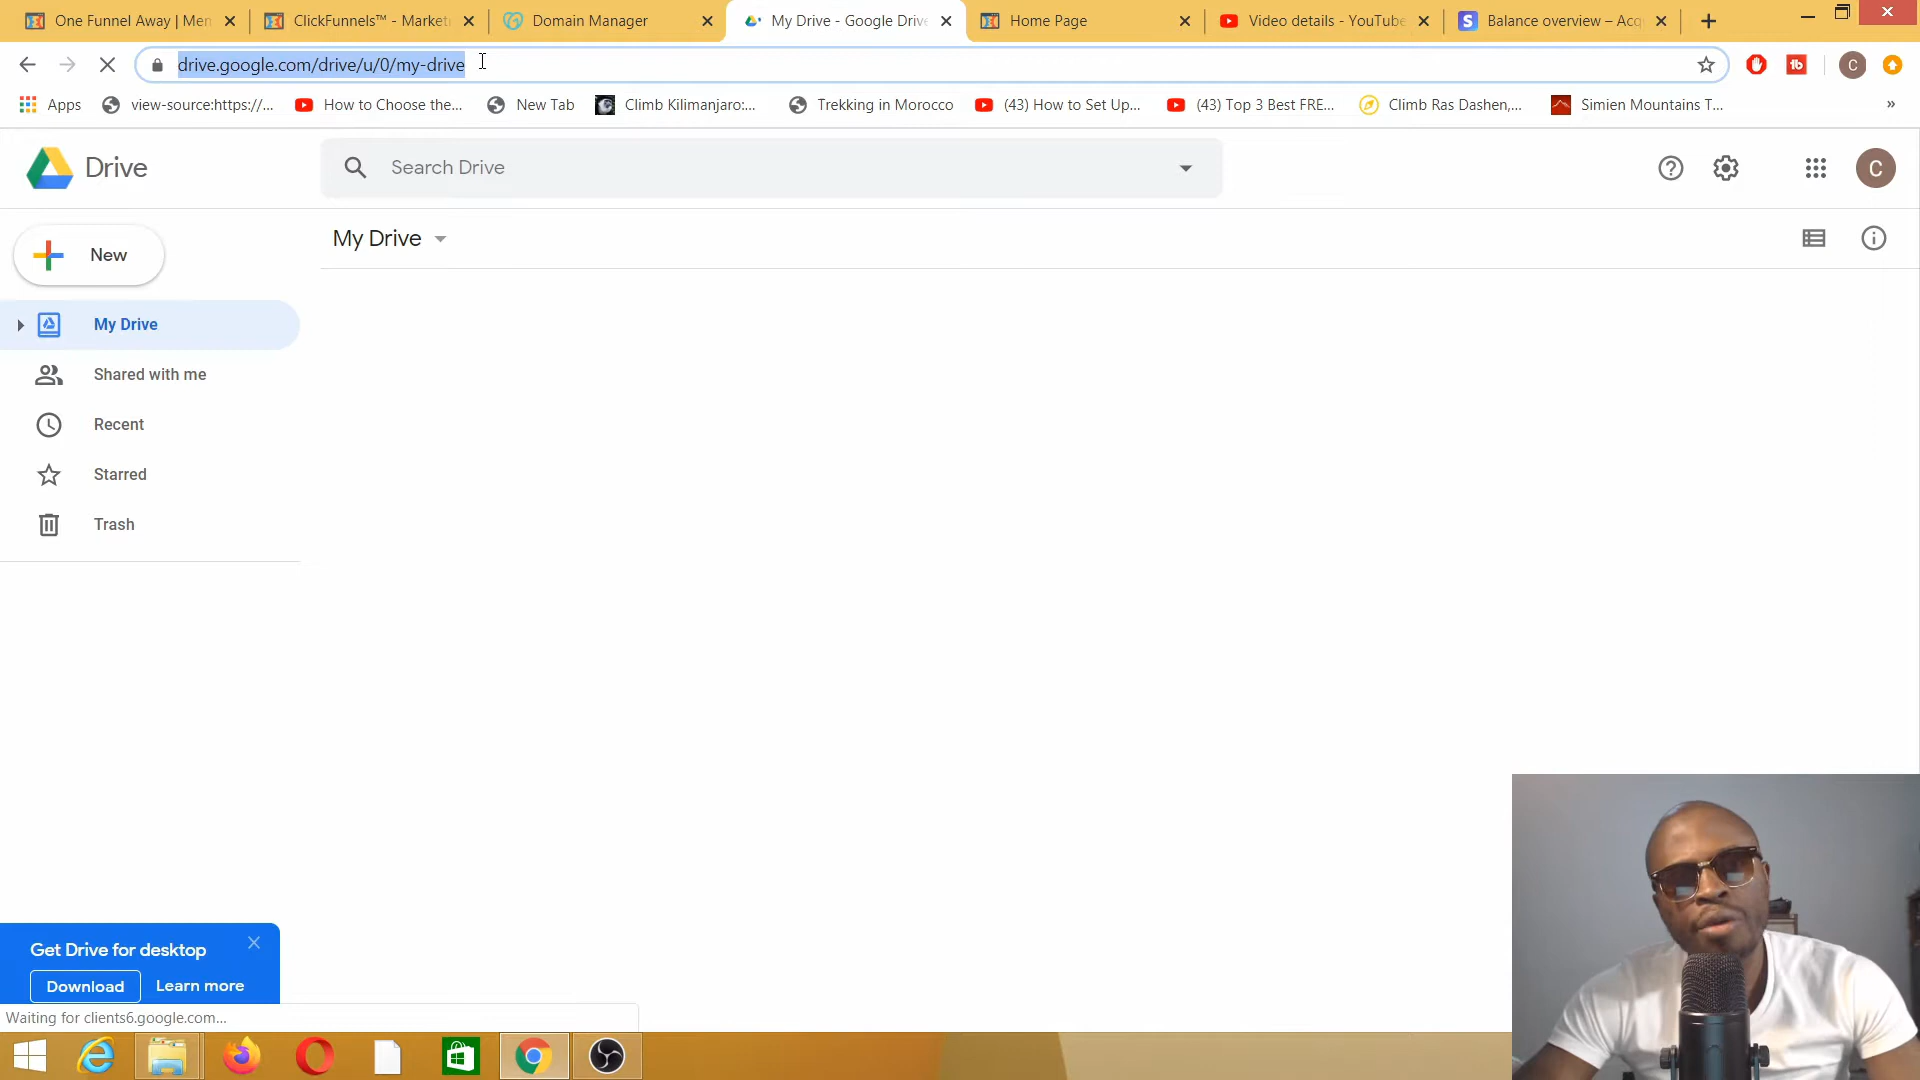 One Funnel Away | Men
ClickFunnels™ - Marketi
Domain Manager
My Drive - Google Drive
Home Page
Video details - YouTube
Balance overview – Acq
drive.google.com/drive/u/0/my-drive
C
Apps
view-source:https://...
How to Choose the...
New Tab
Climb Kilimanjaro:...
Trekking in Morocco
(43) How to Set Up...
(43) Top 3 Best FRE...
Climb Ras Dashen,...
Simien Mountains T...
»
Drive
Search Drive
C
My Drive
New
My Drive
Shared with me
Recent
Starred
Trash
Get Drive for desktop
Download
Learn more
Waiting for clients6.google.com...